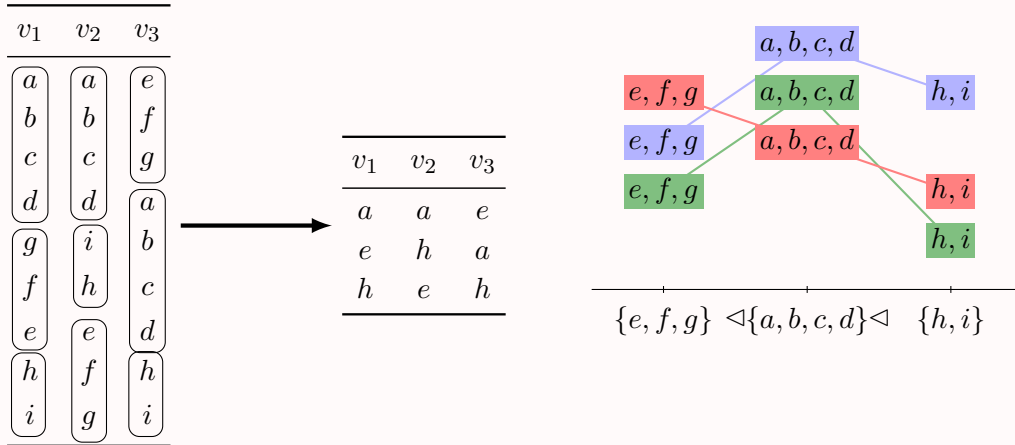 v₁ v₂ v₃
a a e
b b f
c c g
d d a
g i b
f h c
e e d
h f h
i g i
v₁ v₂ v₃
a a e
e h a
h e h
a, b, c, d
e, f, g a, b, c, d h, i
e, f, g a, b, c, d
e, f, g h, i
h, i
{e, f, g} ◁ {a, b, c, d} ◁ {h, i}